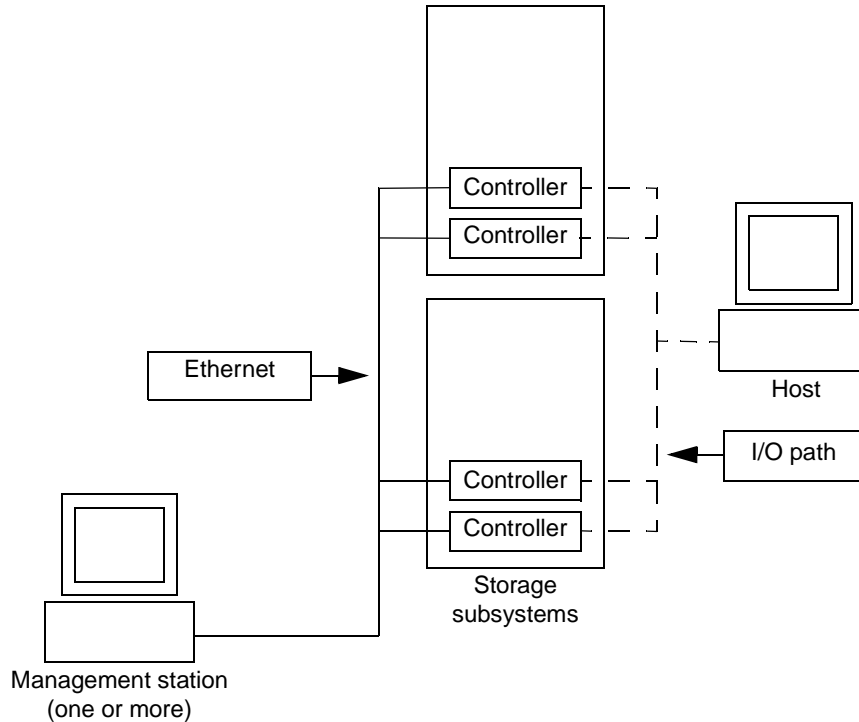 Controller
Controller
Ethernet
Host
I/O path
Controller
Controller
Storage
subsystems
Management station
(one or more)